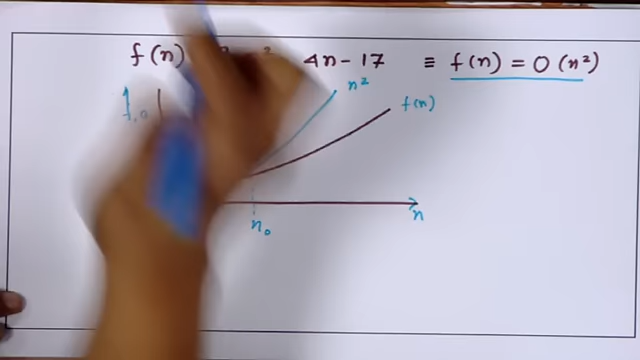 f(n) 4n - 17 ≡ f(n) = O(n²)
n²
f(n)
n
n₀